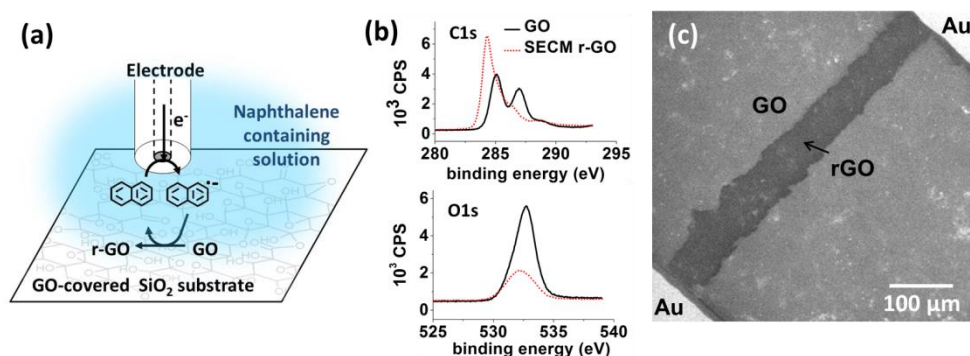 (a)
Electrode
e⁻
Naphthalene
containing
solution
•−
r-GO
GO
GO-covered SiO₂ substrate
(b)
C1s
GO
SECM r-GO
10³ CPS
6
4
2
0
280
285
290
295
binding energy (eV)
O1s
10³ CPS
6
4
2
0
525
530
535
540
binding energy (eV)
(c)
Au
GO
rGO
Au
100 µm